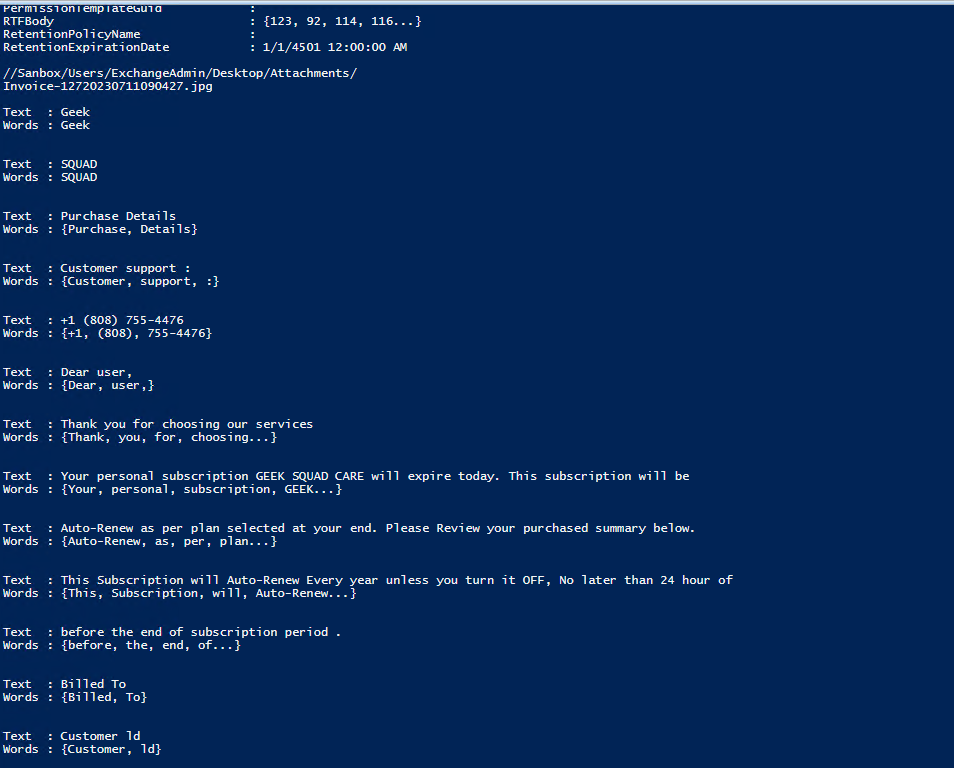 PermissionTemplateGuid :
RTFBody : {123, 92, 114, 116...}
RetentionPolicyName :
RetentionExpirationDate : 1/1/4501 12:00:00 AM
//Sanbox/Users/ExchangeAdmin/Desktop/Attachments/
Invoice-12720230711090427.jpg
Text : Geek
Words : Geek
Text : SQUAD
Words : SQUAD
Text : Purchase Details
Words : {Purchase, Details}
Text : Customer support :
Words : {Customer, support, :}
Text : +1 (808) 755-4476
Words : {+1, (808), 755-4476}
Text : Dear user,
Words : {Dear, user,}
Text : Thank you for choosing our services
Words : {Thank, you, for, choosing...}
Text : Your personal subscription GEEK SQUAD CARE will expire today. This subscription will be
Words : {Your, personal, subscription, GEEK...}
Text : Auto-Renew as per plan selected at your end. Please Review your purchased summary below.
Words : {Auto-Renew, as, per, plan...}
Text : This Subscription will Auto-Renew Every year unless you turn it OFF, No later than 24 hour of
Words : {This, Subscription, will, Auto-Renew...}
Text : before the end of subscription period .
Words : {before, the, end, of...}
Text : Billed To
Words : {Billed, To}
Text : Customer ld
Words : {Customer, ld}